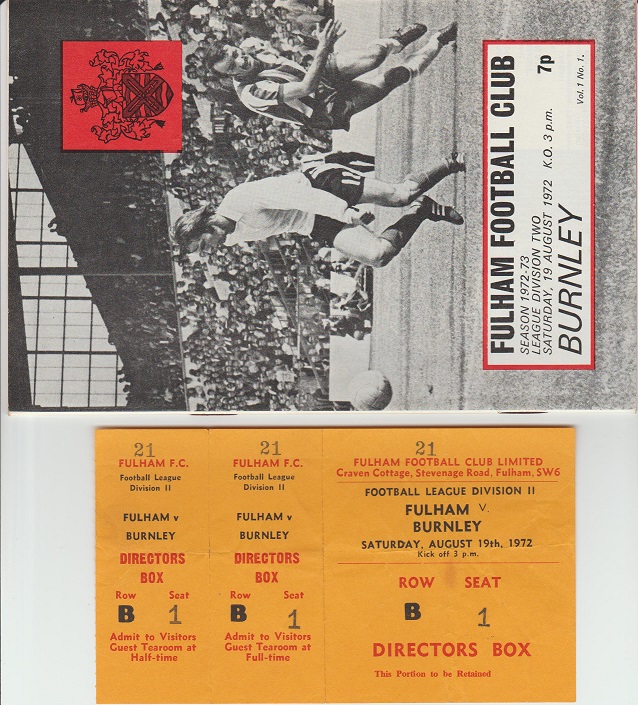 FULHAM FOOTBALL CLUB
7p
SEASON 1972-73
LEAGUE DIVISION TWO
SATURDAY, 19 AUGUST 1972 K.O. 3 p.m.
Vol.1 No. 1.
BURNLEY
21
FULHAM F.C.
Football League
Division II
FULHAM v
BURNLEY
DIRECTORS
BOX
Row Seat
B 1
Admit to Visitors
Guest Tearoom at
Half-time
21
FULHAM F.C.
Football League
Division II
FULHAM v
BURNLEY
DIRECTORS
BOX
Row Seat
B 1
Admit to Visitors
Guest Tearoom at
Full-time
21
FULHAM FOOTBALL CLUB LIMITED
Craven Cottage, Stevenage Road, Fulham, SW6
FOOTBALL LEAGUE DIVISION II
FULHAM v.
BURNLEY
SATURDAY, AUGUST 19th, 1972
Kick off 3 p.m.
ROW SEAT
B 1
DIRECTORS BOX
This Portion to be Retained